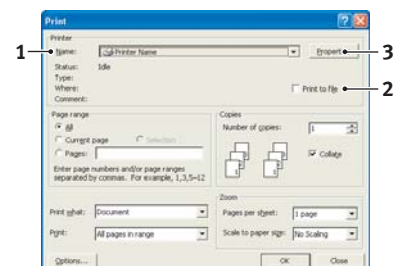 Print
Printer
1 Name: Printer Name Propert 3
Status: Idle
Type:
Where: Print to file 2
Comment:
Page range
All
Current page Selection
Pages:
Enter page numbers and/or page ranges
separated by commas. For example, 1,3,5–12
Copies
Number of copies: 1
Collate
Print what: Document
Print: All pages in range
Zoom
Pages per sheet: 1 page
Scale to paper size: No Scaling
Options... OK Close